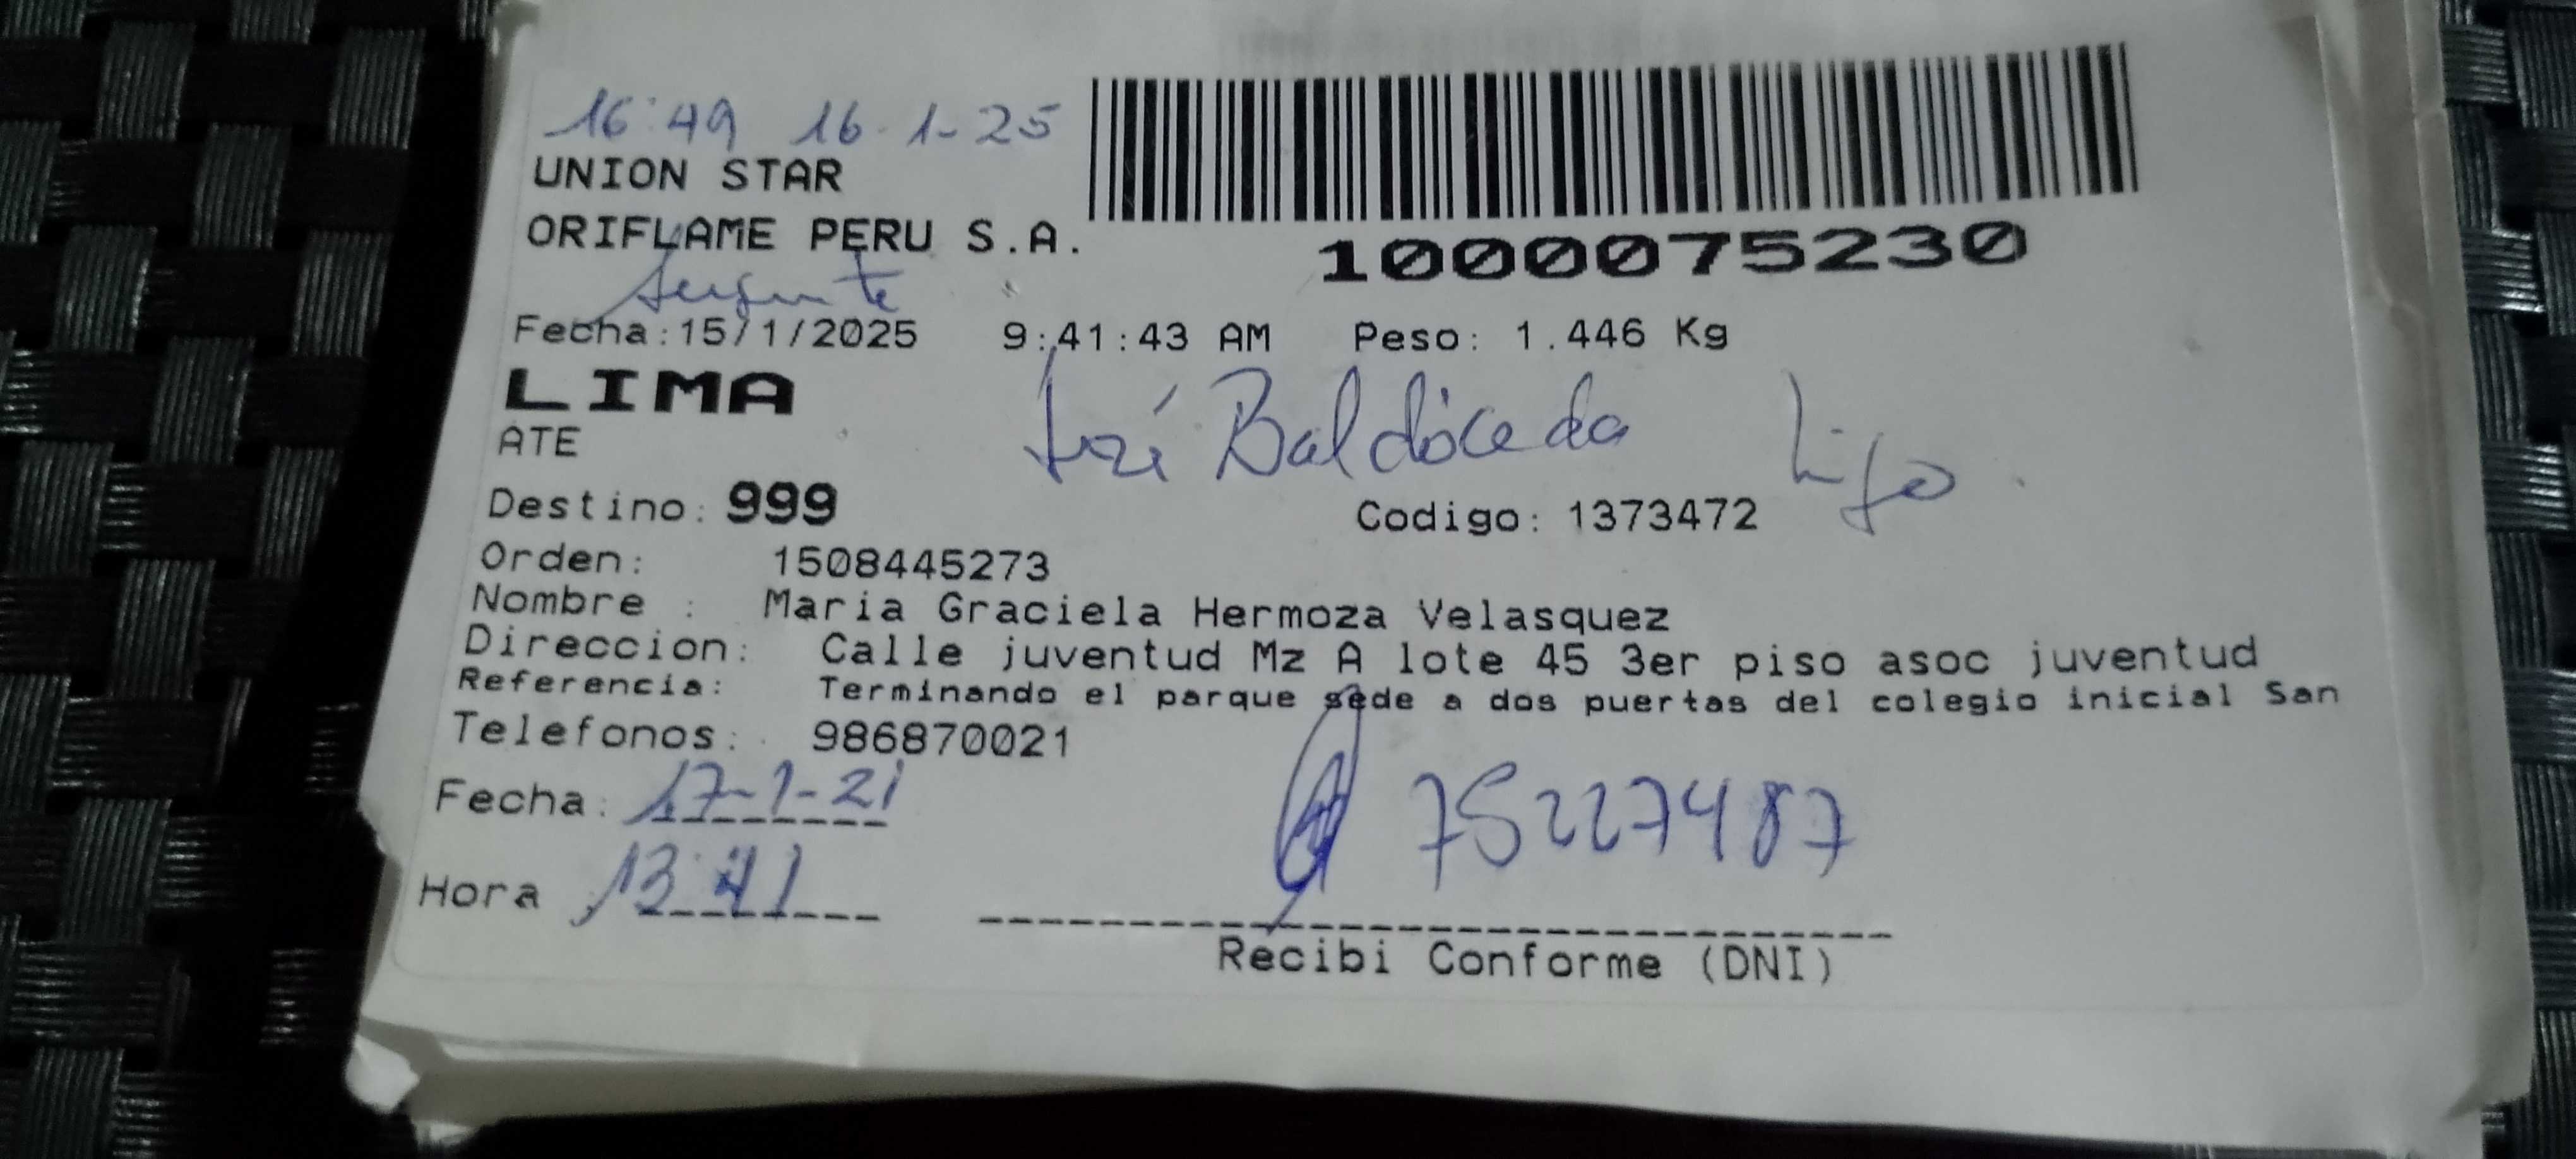 16:49 16-1-25
UNION STAR
ORIFLAME PERU S.A.
1000075230
Fecha:15/1/2025 9:41:43 AM Peso: 1.446 Kg
LIMA
ATE
José Baldoceda Hijo
Destino: 999 Codigo: 1373472
Orden: 1508445273
Nombre : Maria Graciela Hermoza Velasquez
Direccion: Calle juventud Mz A lote 45 3er piso asoc juventud
Referencia: Terminando el parque sede a dos puertas del colegio inicial San
Telefonos: 986870021
Fecha: 17-1-21
75227487
Hora 13:41
Recibi Conforme (DNI)